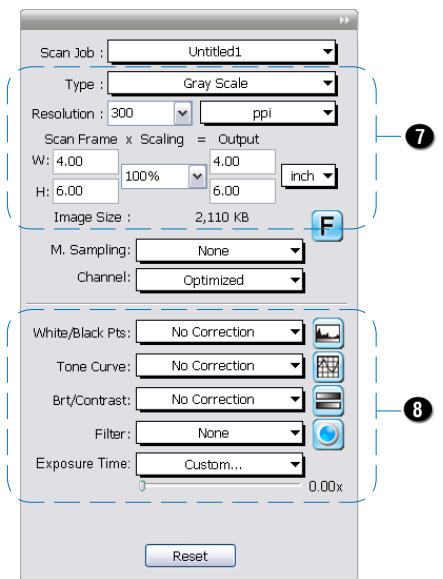 Scan Job : Untitled1
Type : Gray Scale
Resolution : 300 ppi
Scan Frame x Scaling = Output
W: 4.00 100% 4.00 inch
H: 6.00 6.00
Image Size : 2,110 KB
F
M. Sampling: None
Channel: Optimized
7
White/Black Pts: No Correction
Tone Curve: No Correction
Brt/Contrast: No Correction
Filter: None
Exposure Time: Custom...
0.00x
8
Reset